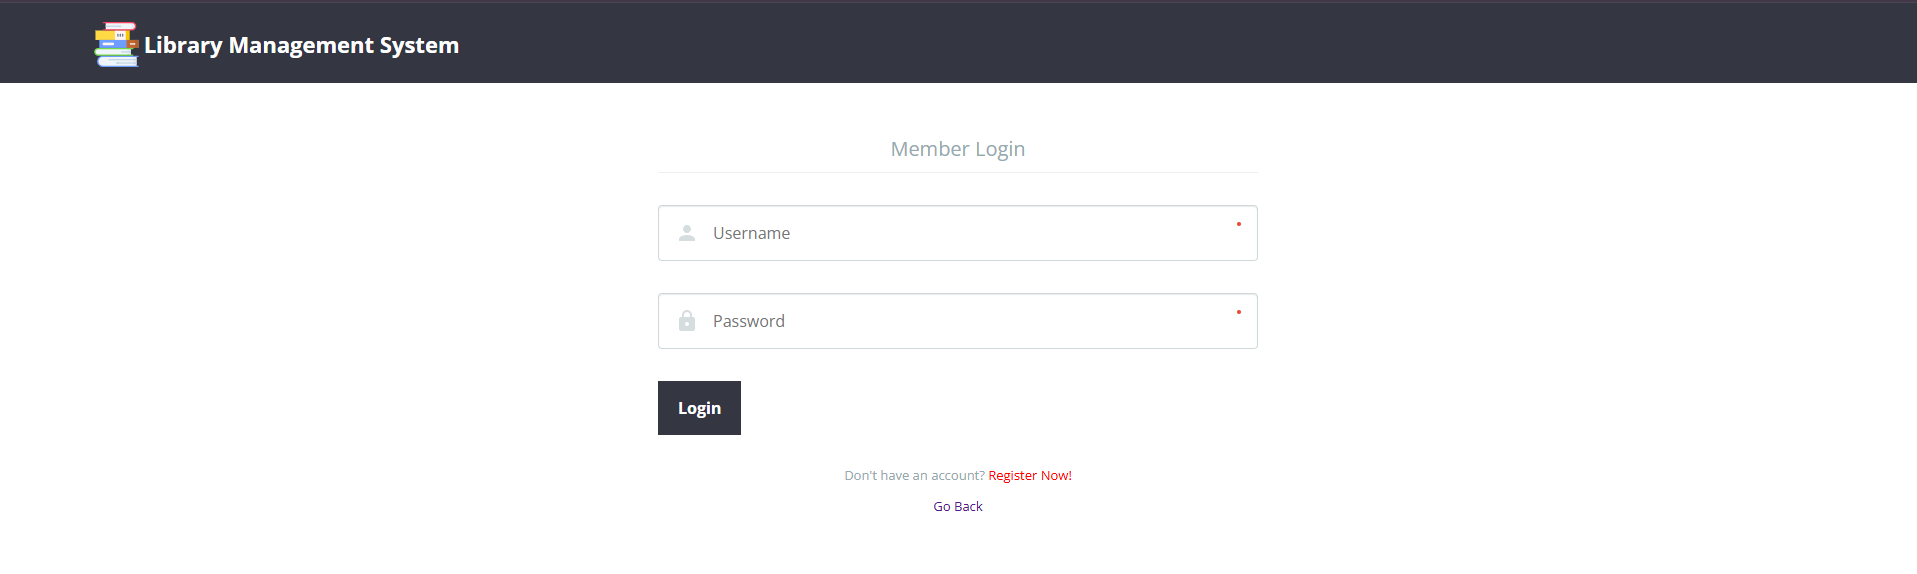 Library Management System
Member Login
Username
Password
Login
Don't have an account? Register Now!
Go Back